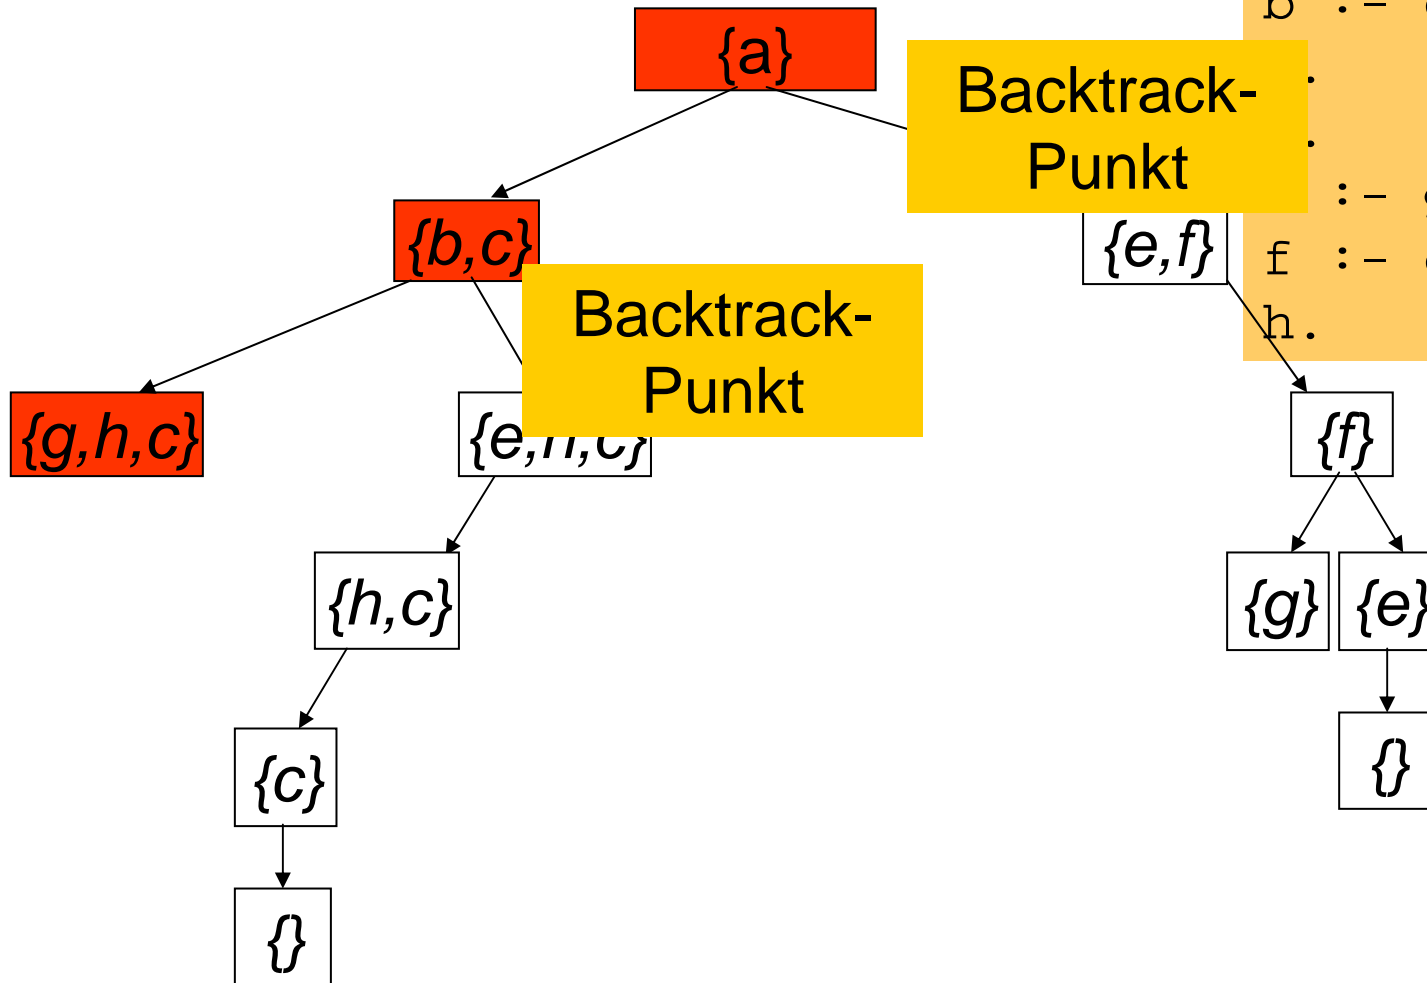 {a}
b :-
Backtrack-
Punkt
.
.
:-
{b,c}
{e,f}
f :-
Backtrack-
Punkt
h.
{g,h,c}
{e,h,c}
{f}
{h,c}
{g}
{e}
{c}
{}
{}